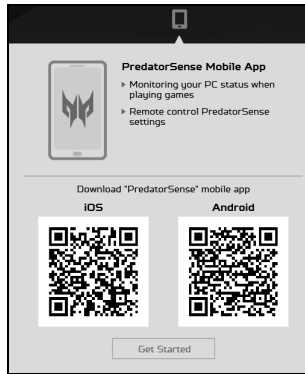 PredatorSense Mobile App
▶ Monitoring your PC status when
playing games
▶ Remote control PredatorSense
settings
Download "PredatorSense" mobile app
iOS
Android
Get Started